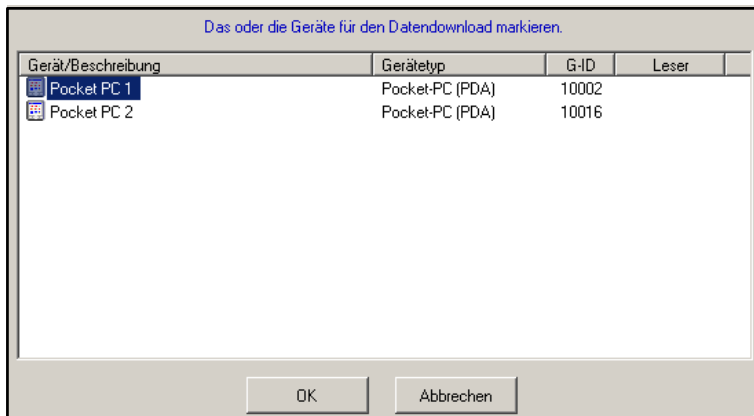 Das oder die Geräte für den Datendownload markieren.
Gerät/Beschreibung Gerätetyp G-ID Leser
Pocket PC 1 Pocket-PC (PDA) 10002
Pocket PC 2 Pocket-PC (PDA) 10016
OK Abbrechen